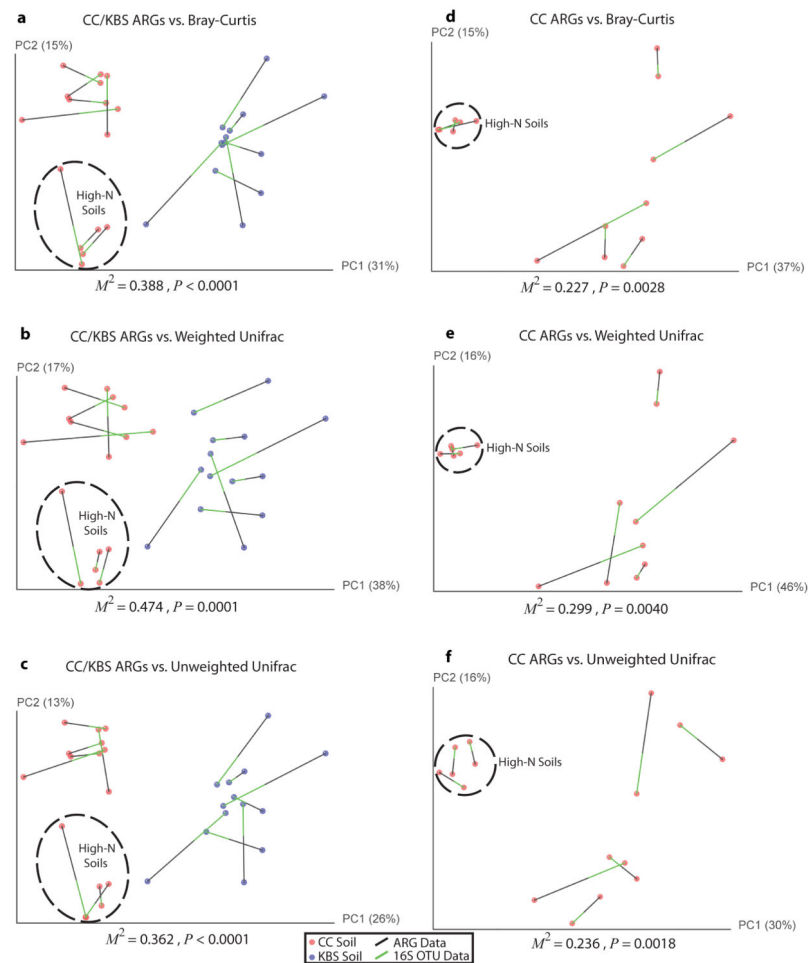 a
CC/KBS ARGs vs. Bray-Curtis
PC2 (15%)
High-N
Soils
PC1 (31%)
M² = 0.388 , P < 0.0001
b
CC/KBS ARGs vs. Weighted Unifrac
PC2 (17%)
High-N
Soils
PC1 (38%)
M² = 0.474 , P = 0.0001
c
CC/KBS ARGs vs. Unweighted Unifrac
PC2 (13%)
High-N
Soils
PC1 (26%)
M² = 0.362 , P < 0.0001
d
CC ARGs vs. Bray-Curtis
PC2 (15%)
High-N Soils
PC1 (37%)
M² = 0.227 , P = 0.0028
e
CC ARGs vs. Weighted Unifrac
PC2 (16%)
High-N Soils
PC1 (46%)
M² = 0.299 , P = 0.0040
f
CC ARGs vs. Unweighted Unifrac
PC2 (16%)
High-N Soils
PC1 (30%)
M² = 0.236 , P = 0.0018
CC Soil ARG Data
KBS Soil 16S OTU Data